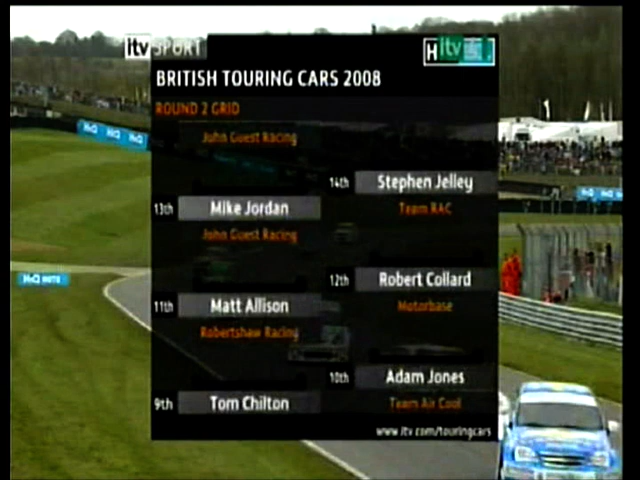 itv SPORT
H itv
BRITISH TOURING CARS 2008
ROUND 2 GRID
John Guest Racing
14th Stephen Jelley
13th Mike Jordan
Team RAC
John Guest Racing
12th Robert Collard
11th Matt Allison
Motorbase
Robertshaw Racing
10th Adam Jones
9th Tom Chilton
Team Air Cool
www.itv.com/touringcars